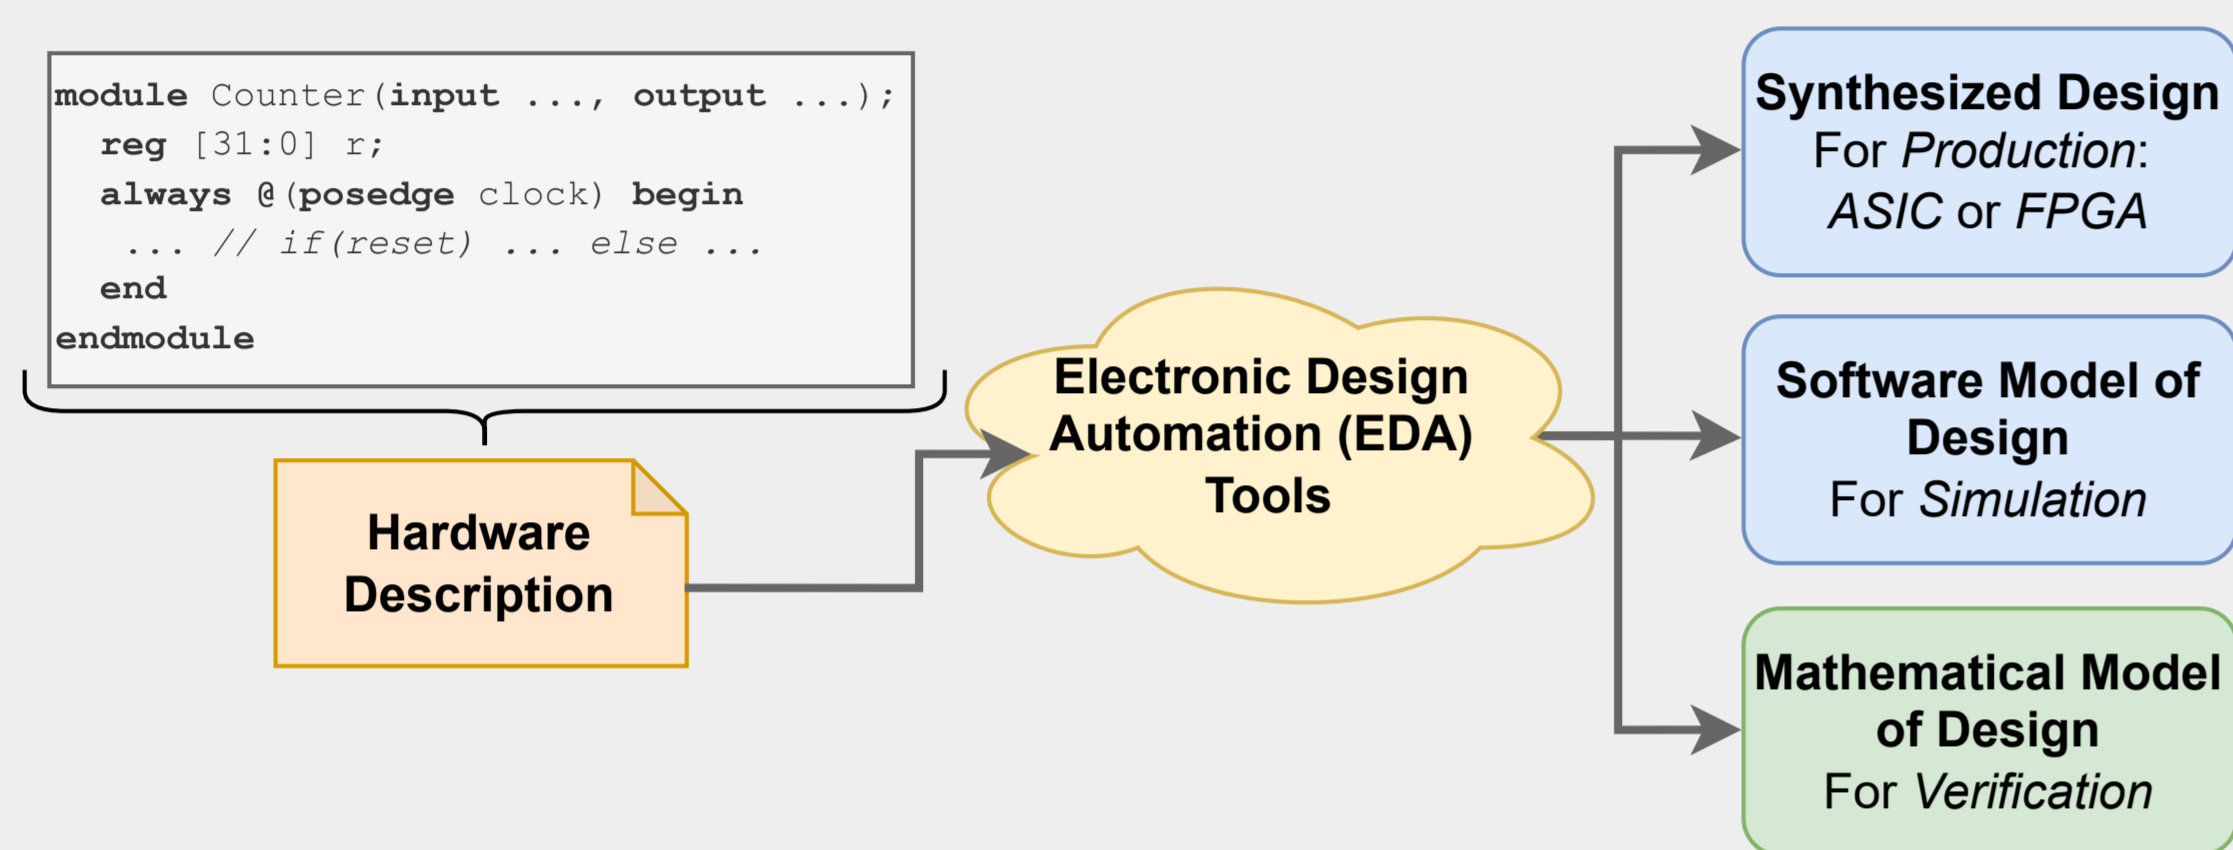 module Counter(input ..., output ...);
reg [31:0] r;
always @(posedge clock) begin
... // if(reset) ... else ...
end
endmodule
Hardware
Description
Electronic Design
Automation (EDA)
Tools
Synthesized Design
For Production:
ASIC or FPGA
Software Model of
Design
For Simulation
Mathematical Model
of Design
For Verification